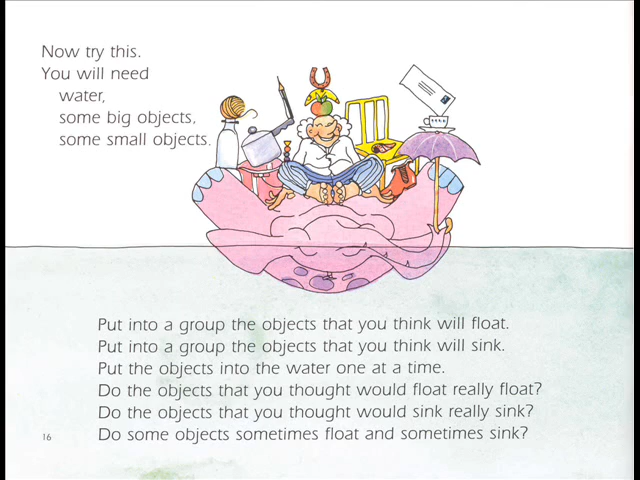 Now try this.
You will need
water,
some big objects,
some small objects.
Put into a group the objects that you think will float.
Put into a group the objects that you think will sink.
Put the objects into the water one at a time.
Do the objects that you thought would float really float?
Do the objects that you thought would sink really sink?
Do some objects sometimes float and sometimes sink?
16